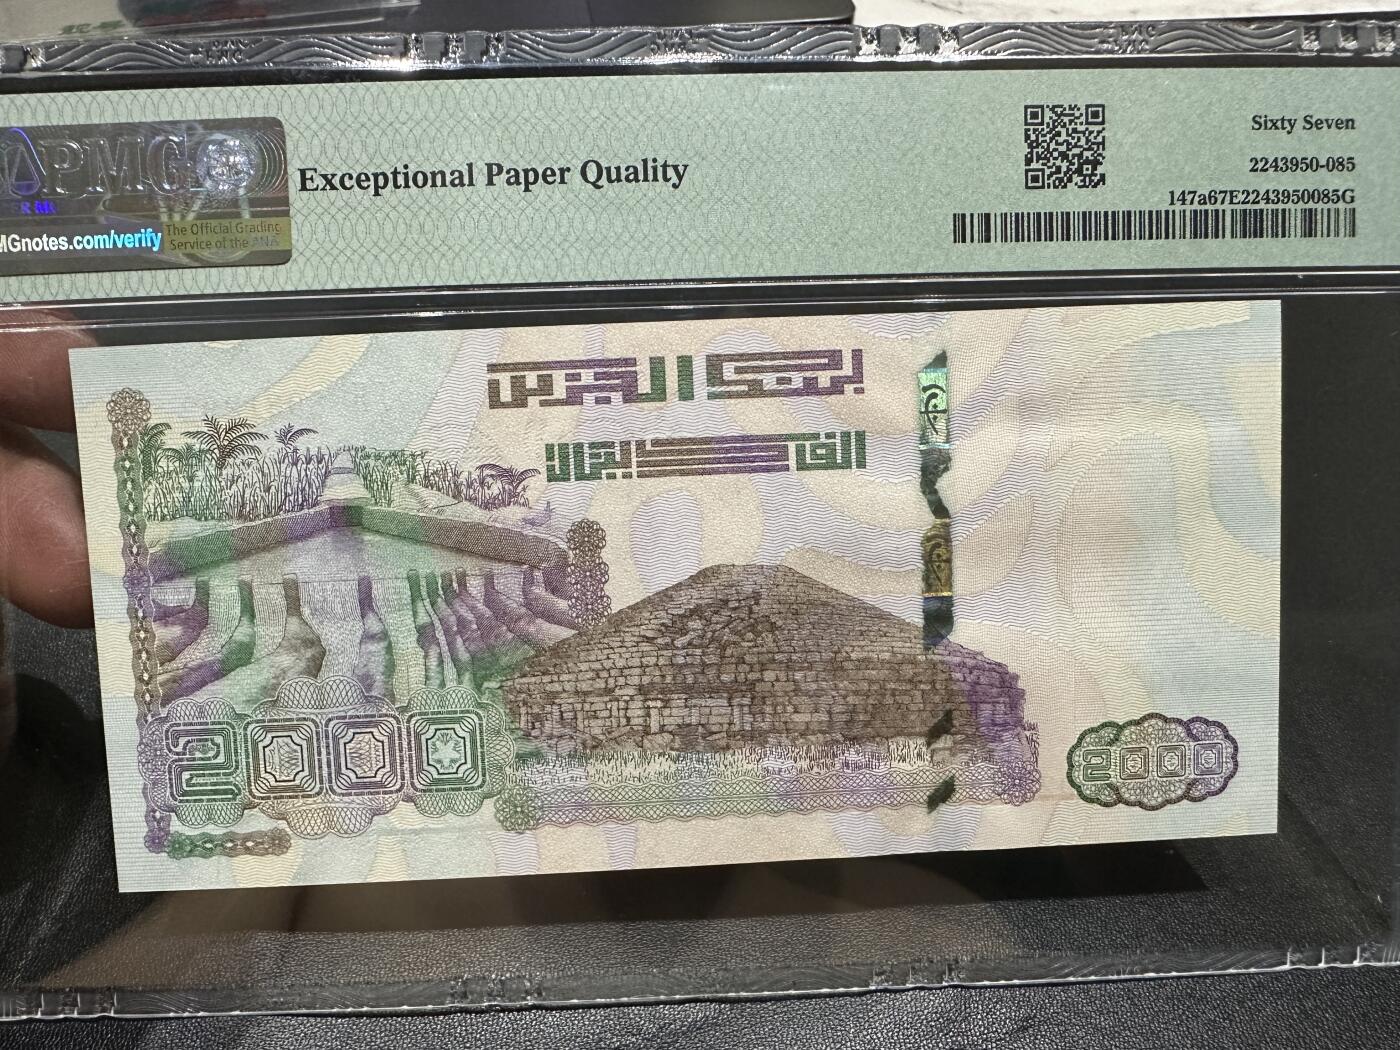 PMG
MGnotes.com/verify
The Official Grading
Service of the ANA
Exceptional Paper Quality
Sixty Seven
2243950-085
147a67E2243950085G
بنك الجزائر
ألفا دينار
2000
2000